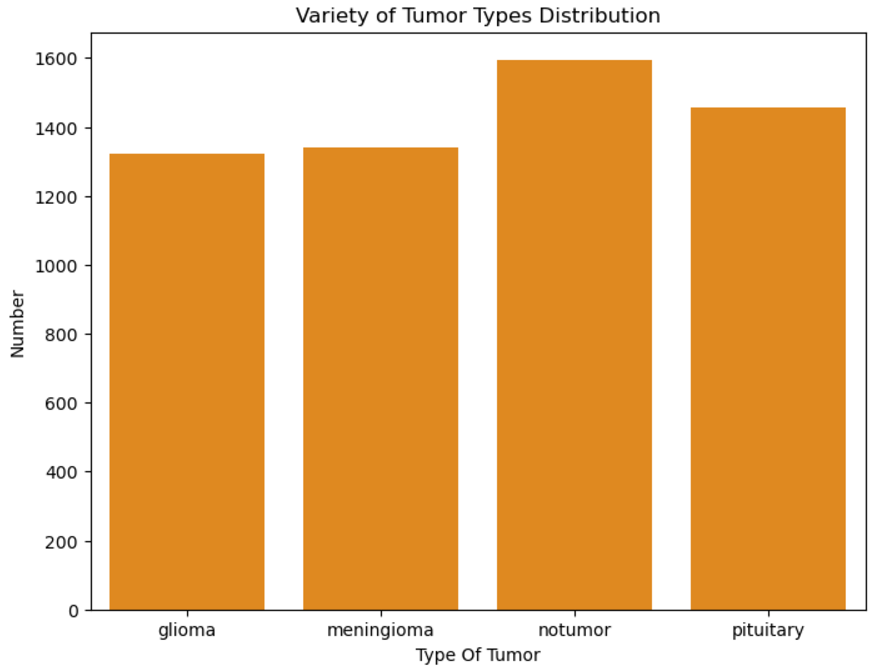 Variety of Tumor Types Distribution
1600
1400
1200
1000
800
600
400
200
0
Number
glioma meningioma notumor pituitary
Type Of Tumor